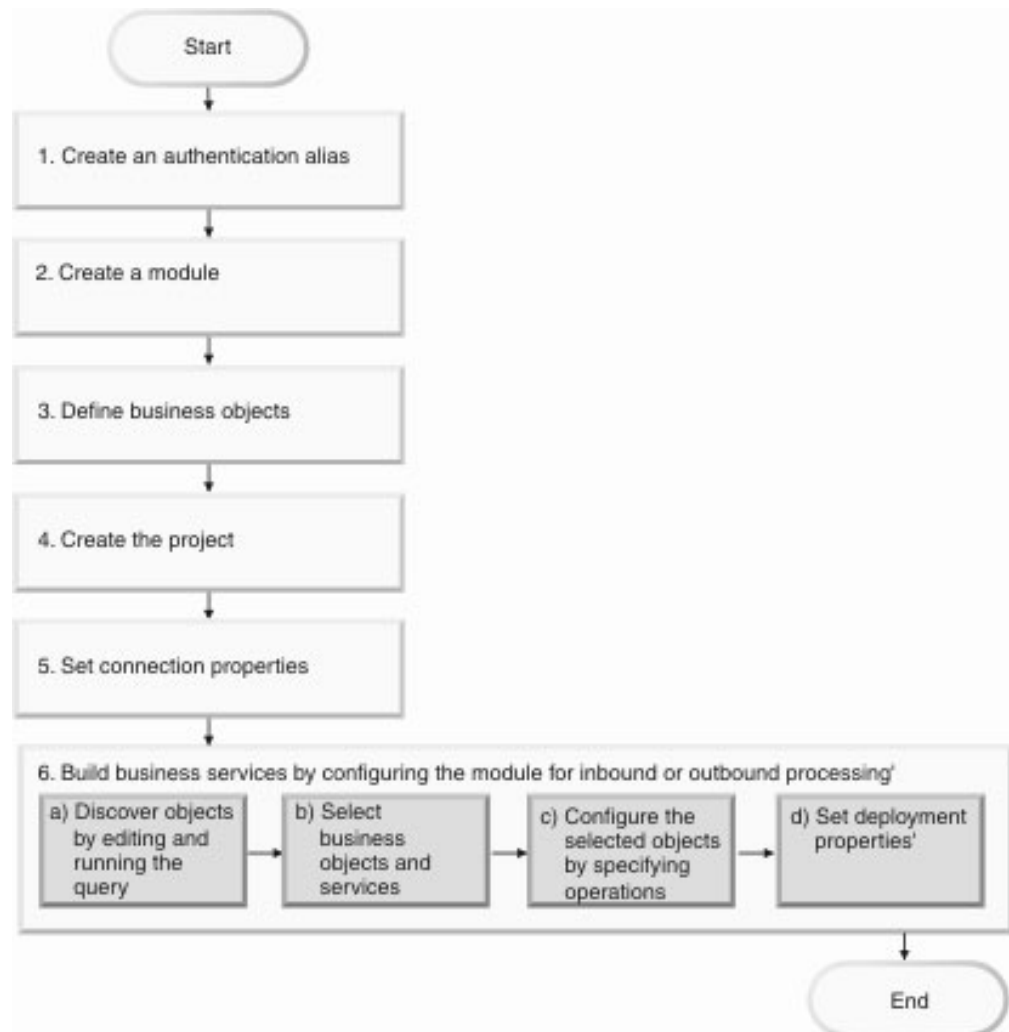 Start
1. Create an authentication alias
2. Create a module
3. Define business objects
4. Create the project
5. Set connection properties
6. Build business services by configuring the module for inbound or outbound processing'
a) Discover objects
by editing and
running the
query
b) Select
business
objects and
services
c) Configure the
selected objects
by specifying
operations
d) Set deployment
properties'
End